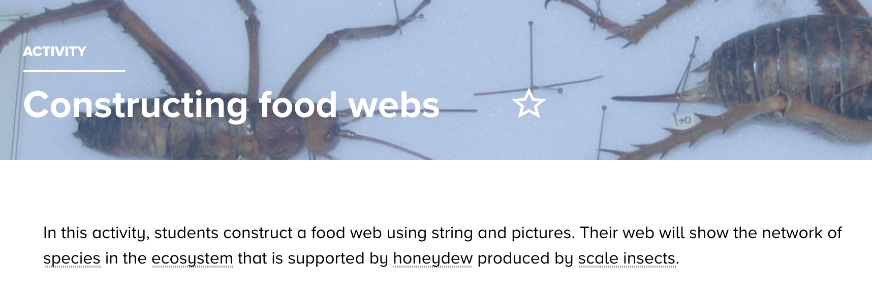 ACTIVITY
Constructing food webs
In this activity, students construct a food web using string and pictures. Their web will show the network of
species in the ecosystem that is supported by honeydew produced by scale insects.